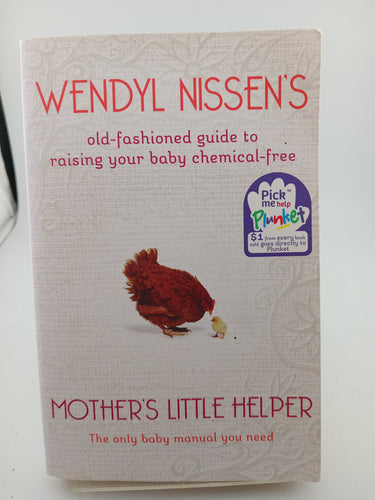 WENDYL NISSEN'S
old-fashioned guide to
raising your baby chemical-free
Pick™
me help
Plunket
$1 from every book
sold goes directly to
Plunket
MOTHER'S LITTLE HELPER
The only baby manual you need